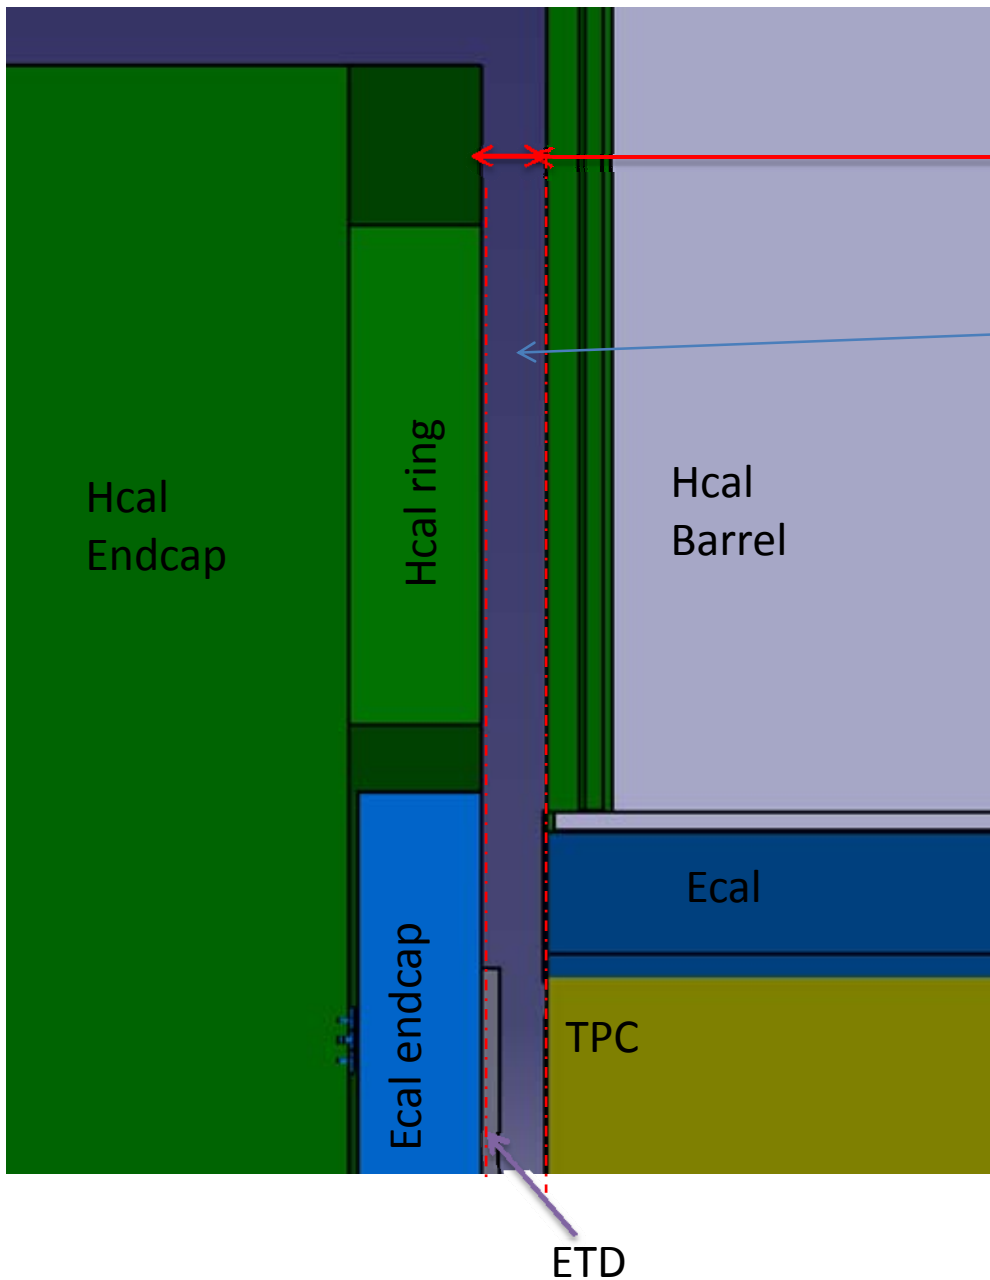 Hcal
Endcap
Hcal ring
Hcal
Barrel
Ecal
Ecal endcap
TPC
ETD